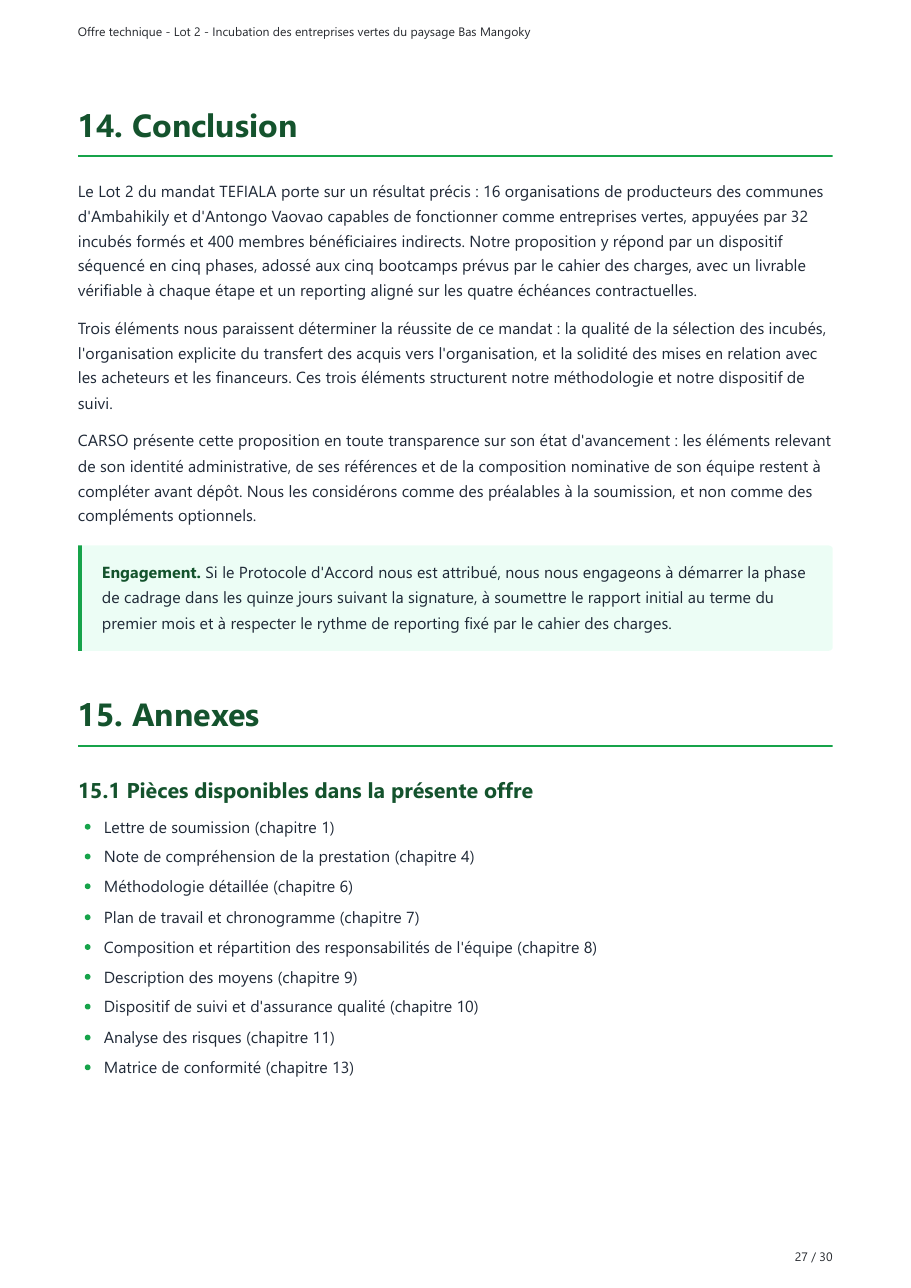 Offre technique - Lot 2 - Incubation des entreprises vertes du paysage Bas Mangoky
14. Conclusion
Le Lot 2 du mandat TEFIALA porte sur un résultat précis : 16 organisations de producteurs des communes
d'Ambahikily et d'Antongo Vaovao capables de fonctionner comme entreprises vertes, appuyées par 32
incubés formés et 400 membres bénéficiaires indirects. Notre proposition y répond par un dispositif
séquencé en cinq phases, adossé aux cinq bootcamps prévus par le cahier des charges, avec un livrable
vérifiable à chaque étape et un reporting aligné sur les quatre échéances contractuelles.
Trois éléments nous paraissent déterminer la réussite de ce mandat : la qualité de la sélection des incubés,
l'organisation explicite du transfert des acquis vers l'organisation, et la solidité des mises en relation avec
les acheteurs et les financeurs. Ces trois éléments structurent notre méthodologie et notre dispositif de
suivi.
CARSO présente cette proposition en toute transparence sur son état d'avancement : les éléments relevant
de son identité administrative, de ses références et de la composition nominative de son équipe restent à
compléter avant dépôt. Nous les considérons comme des préalables à la soumission, et non comme des
compléments optionnels.
Engagement. Si le Protocole d'Accord nous est attribué, nous nous engageons à démarrer la phase
de cadrage dans les quinze jours suivant la signature, à soumettre le rapport initial au terme du
premier mois et à respecter le rythme de reporting fixé par le cahier des charges.
15. Annexes
15.1 Pièces disponibles dans la présente offre
• Lettre de soumission (chapitre 1)
• Note de compréhension de la prestation (chapitre 4)
• Méthodologie détaillée (chapitre 6)
• Plan de travail et chronogramme (chapitre 7)
• Composition et répartition des responsabilités de l'équipe (chapitre 8)
• Description des moyens (chapitre 9)
• Dispositif de suivi et d'assurance qualité (chapitre 10)
• Analyse des risques (chapitre 11)
• Matrice de conformité (chapitre 13)
27 / 30